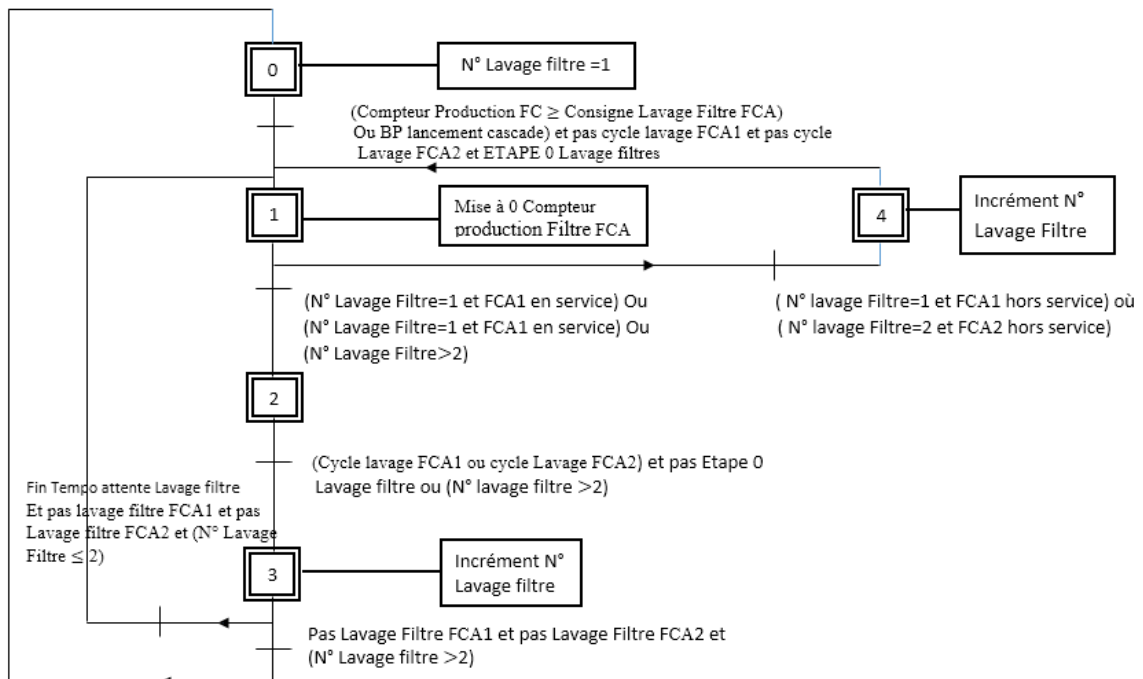 0
N° Lavage filtre =1
(Compteur Production FC ≥ Consigne Lavage Filtre FCA)
Ou BP lancement cascade) et pas cycle lavage FCA1 et pas cycle
Lavage FCA2 et ETAPE 0 Lavage filtres
1
Mise à 0 Compteur
production Filtre FCA
4
Incrément N°
Lavage Filtre
(N° Lavage Filtre=1 et FCA1 en service) Ou
(N° Lavage Filtre=1 et FCA1 en service) Ou
(N° Lavage Filtre>2)
( N° lavage Filtre=1 et FCA1 hors service) où
( N° lavage Filtre=2 et FCA2 hors service)
2
(Cycle lavage FCA1 ou cycle Lavage FCA2) et pas Etape 0
Lavage filtre ou (N° lavage filtre >2)
Fin Tempo attente Lavage filtre
Et pas lavage filtre FCA1 et pas
Lavage filtre FCA2 et (N° Lavage
Filtre ≤ 2)
3
Incrément N°
Lavage filtre
Pas Lavage Filtre FCA1 et pas Lavage Filtre FCA2 et
(N° Lavage filtre >2)